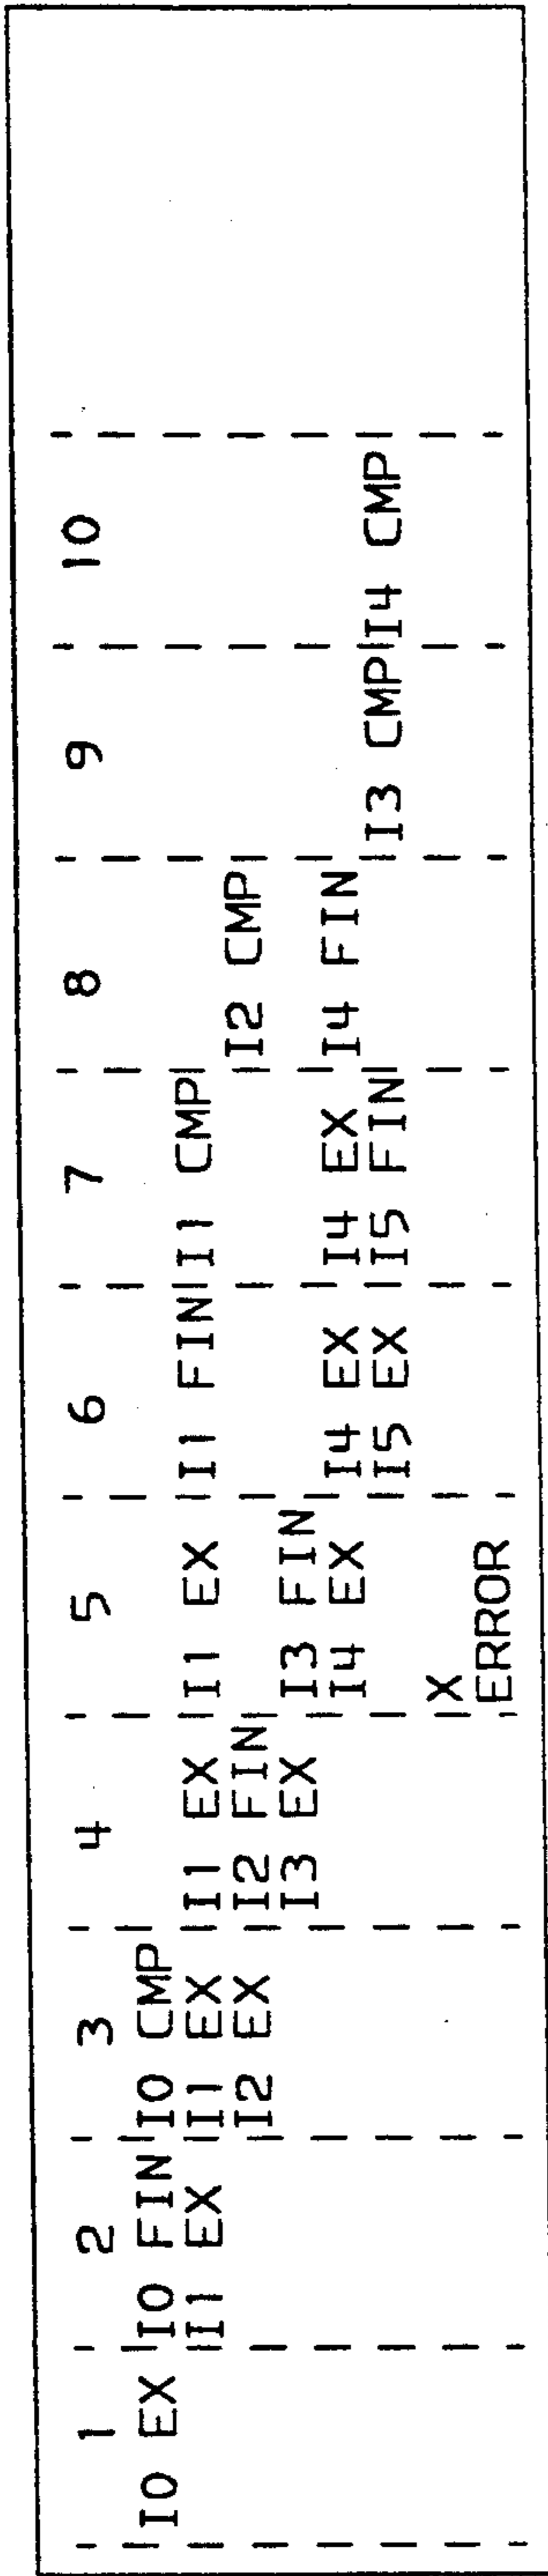 1 2 3 4 5 6 7 8 9 10
I0 EX I0 FIN I0 CMP
I1 EX I1 EX I1 EX I1 EX I1 FIN I1 CMP
I2 EX I2 FIN I2 CMP
I3 EX I3 FIN
I4 EX I4 EX I4 EX I4 FIN
I5 EX I5 FIN I3 CMP I4 CMP
X
ERROR